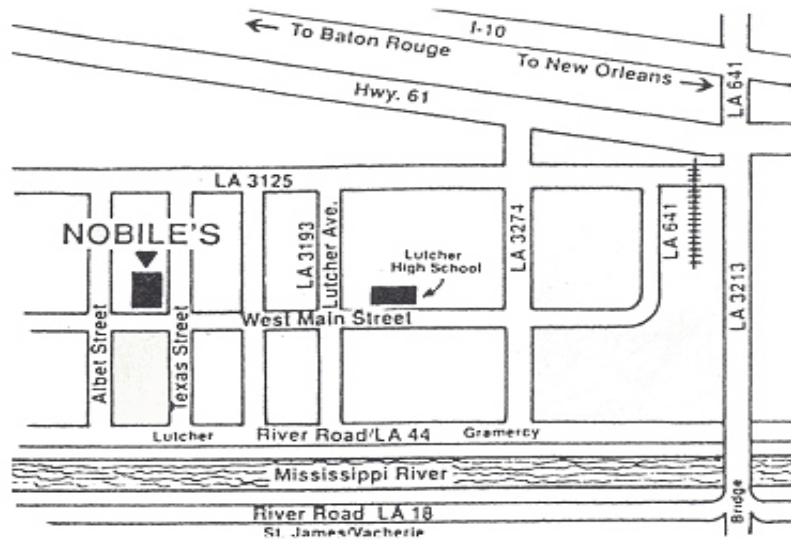 I-10
To Baton Rouge
To New Orleans
LA 641
Hwy. 61
LA 3125
NOBILE'S
LA 3193
Lutcher Ave.
Lutcher
High School
LA 3274
LA 641
LA 3213
West Main Street
Albet Street
Texas Street
Lutcher
River Road/LA 44
Gramercy
Mississippi River
River Road LA 18
Bridge
St. James/Vacherie